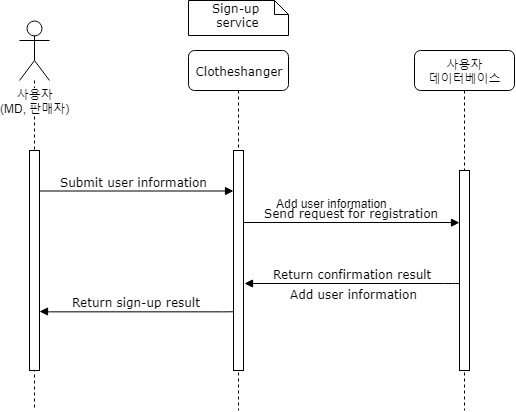 Sign-up
service
사용자
(MD, 판매자)
Clotheshanger
사용자
데이터베이스
Submit user information
Add user information
Send request for registration
Return confirmation result
Add user information
Return sign-up result